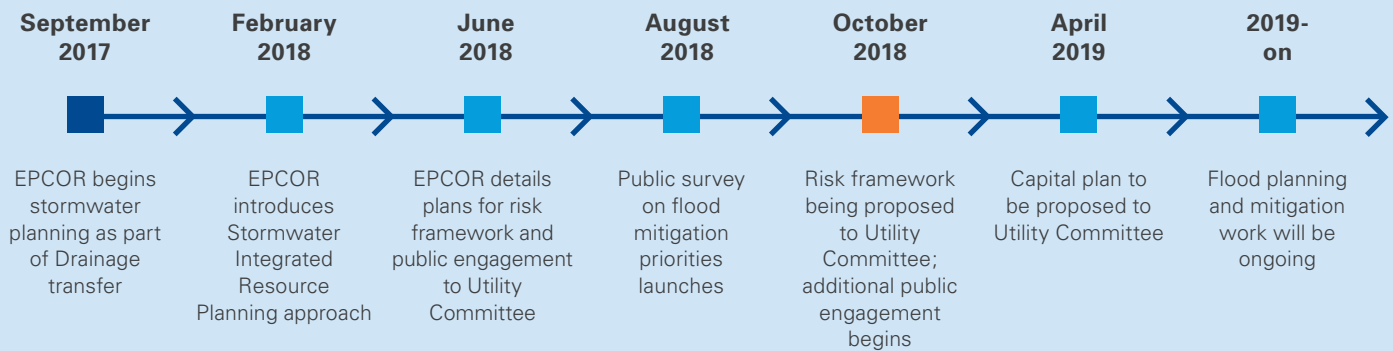 September
2017
February
2018
June
2018
August
2018
October
2018
April
2019
2019-
on
EPCOR begins
stormwater
planning as part
of Drainage
transfer
EPCOR
introduces
Stormwater
Integrated
Resource
Planning approach
EPCOR details
plans for risk
framework and
public engagement
to Utility
Committee
Public survey
on flood
mitigation
priorities
launches
Risk framework
being proposed
to Utility
Committee;
additional public
engagement
begins
Capital plan to
be proposed to
Utility Committee
Flood planning
and mitigation
work will be
ongoing